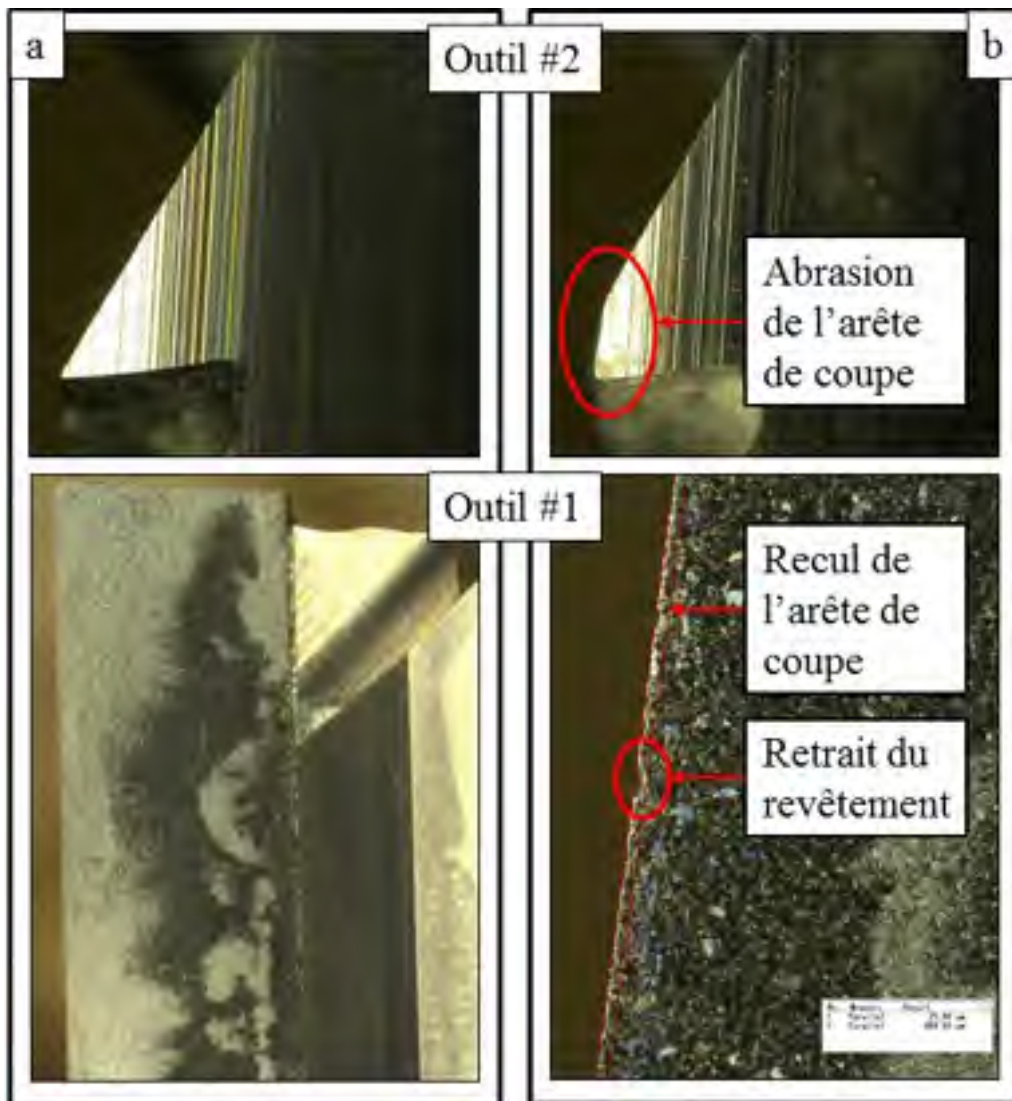 a
Outil #2
b
Abrasion
de l’arête
de coupe
Outil #1
Recul de
l’arête de
coupe
Retrait du
revêtement